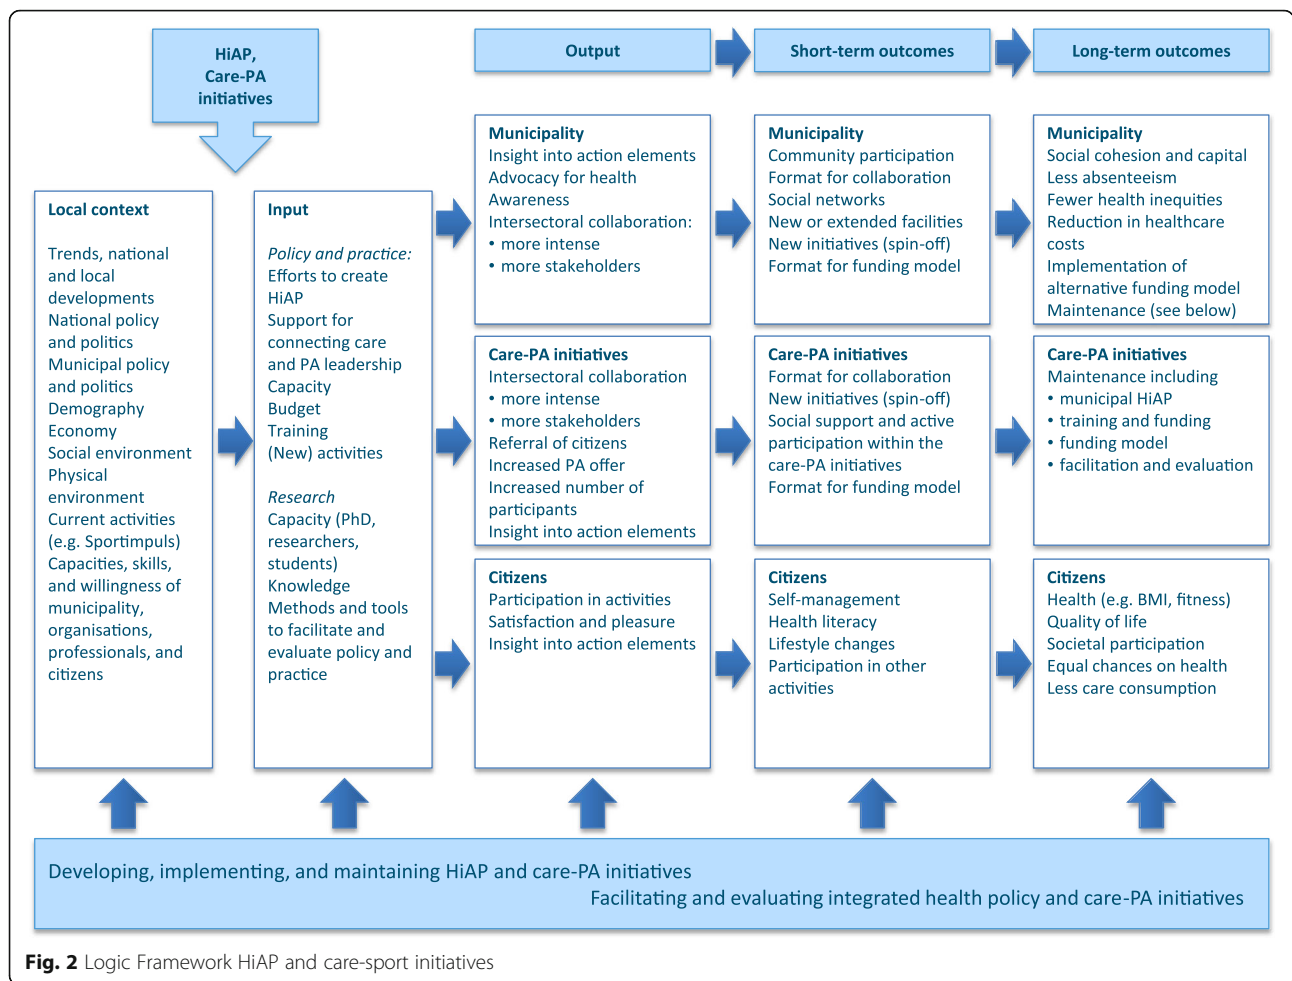 HiAP,
Care-PA
initiatives
Output
Short-term outcomes
Long-term outcomes
Local context
Trends, national
and local
developments
National policy
and politics
Municipal policy
and politics
Demography
Economy
Social environment
Physical
environment
Current activities
(e.g. Sportimpuls)
Capacities, skills,
and willingness of
municipality,
organisations,
professionals, and
citizens
Input
Policy and practice:
Efforts to create
HiAP
Support for
connecting care
and PA leadership
Capacity
Budget
Training
(New) activities
Research
Capacity (PhD,
researchers,
students)
Knowledge
Methods and tools
to facilitate and
evaluate policy and
practice
Municipality
Insight into action elements
Advocacy for health
Awareness
Intersectoral collaboration:
• more intense
• more stakeholders
Municipality
Community participation
Format for collaboration
Social networks
New or extended facilities
New initiatives (spin-off)
Format for funding model
Municipality
Social cohesion and capital
Less absenteeism
Fewer health inequities
Reduction in healthcare
costs
Implementation of
alternative funding model
Maintenance (see below)
Care-PA initiatives
Intersectoral collaboration
• more intense
• more stakeholders
Referral of citizens
Increased PA offer
Increased number of
participants
Insight into action elements
Care-PA initiatives
Format for collaboration
New initiatives (spin-off)
Social support and active
participation within the
care-PA initiatives
Format for funding model
Care-PA initiatives
Maintenance including
• municipal HiAP
• training and funding
• funding model
• facilitation and evaluation
Citizens
Participation in activities
Satisfaction and pleasure
Insight into action elements
Citizens
Self-management
Health literacy
Lifestyle changes
Participation in other
activities
Citizens
Health (e.g. BMI, fitness)
Quality of life
Societal participation
Equal chances on health
Less care consumption
Developing, implementing, and maintaining HiAP and care-PA initiatives
Facilitating and evaluating integrated health policy and care-PA initiatives
Fig. 2 Logic Framework HiAP and care-sport initiatives